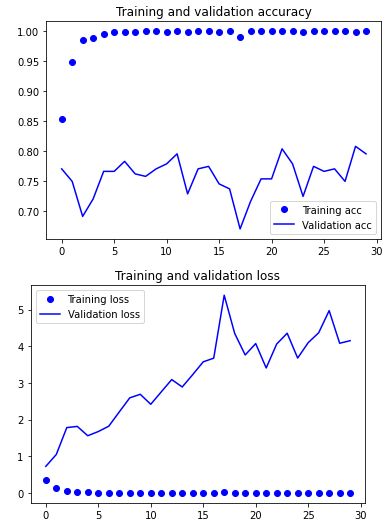 Training and validation accuracy
1.00
0.95
0.90
0.85
0.80
0.75
0.70
Training acc
Validation acc
0 5 10 15 20 25 30
Training and validation loss
Training loss
Validation loss
5
4
3
2
1
0
0 5 10 15 20 25 30